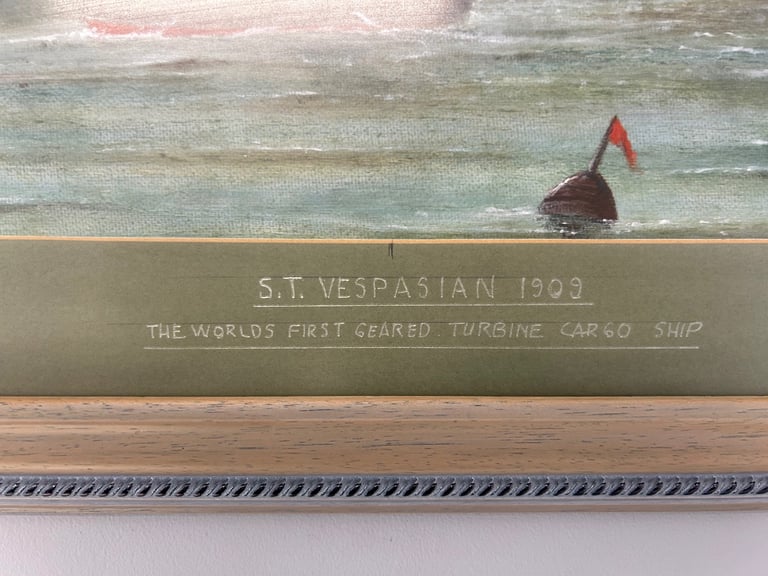 S.T. VESPASIAN 1909
THE WORLDS FIRST GEARED TURBINE CARGO SHIP